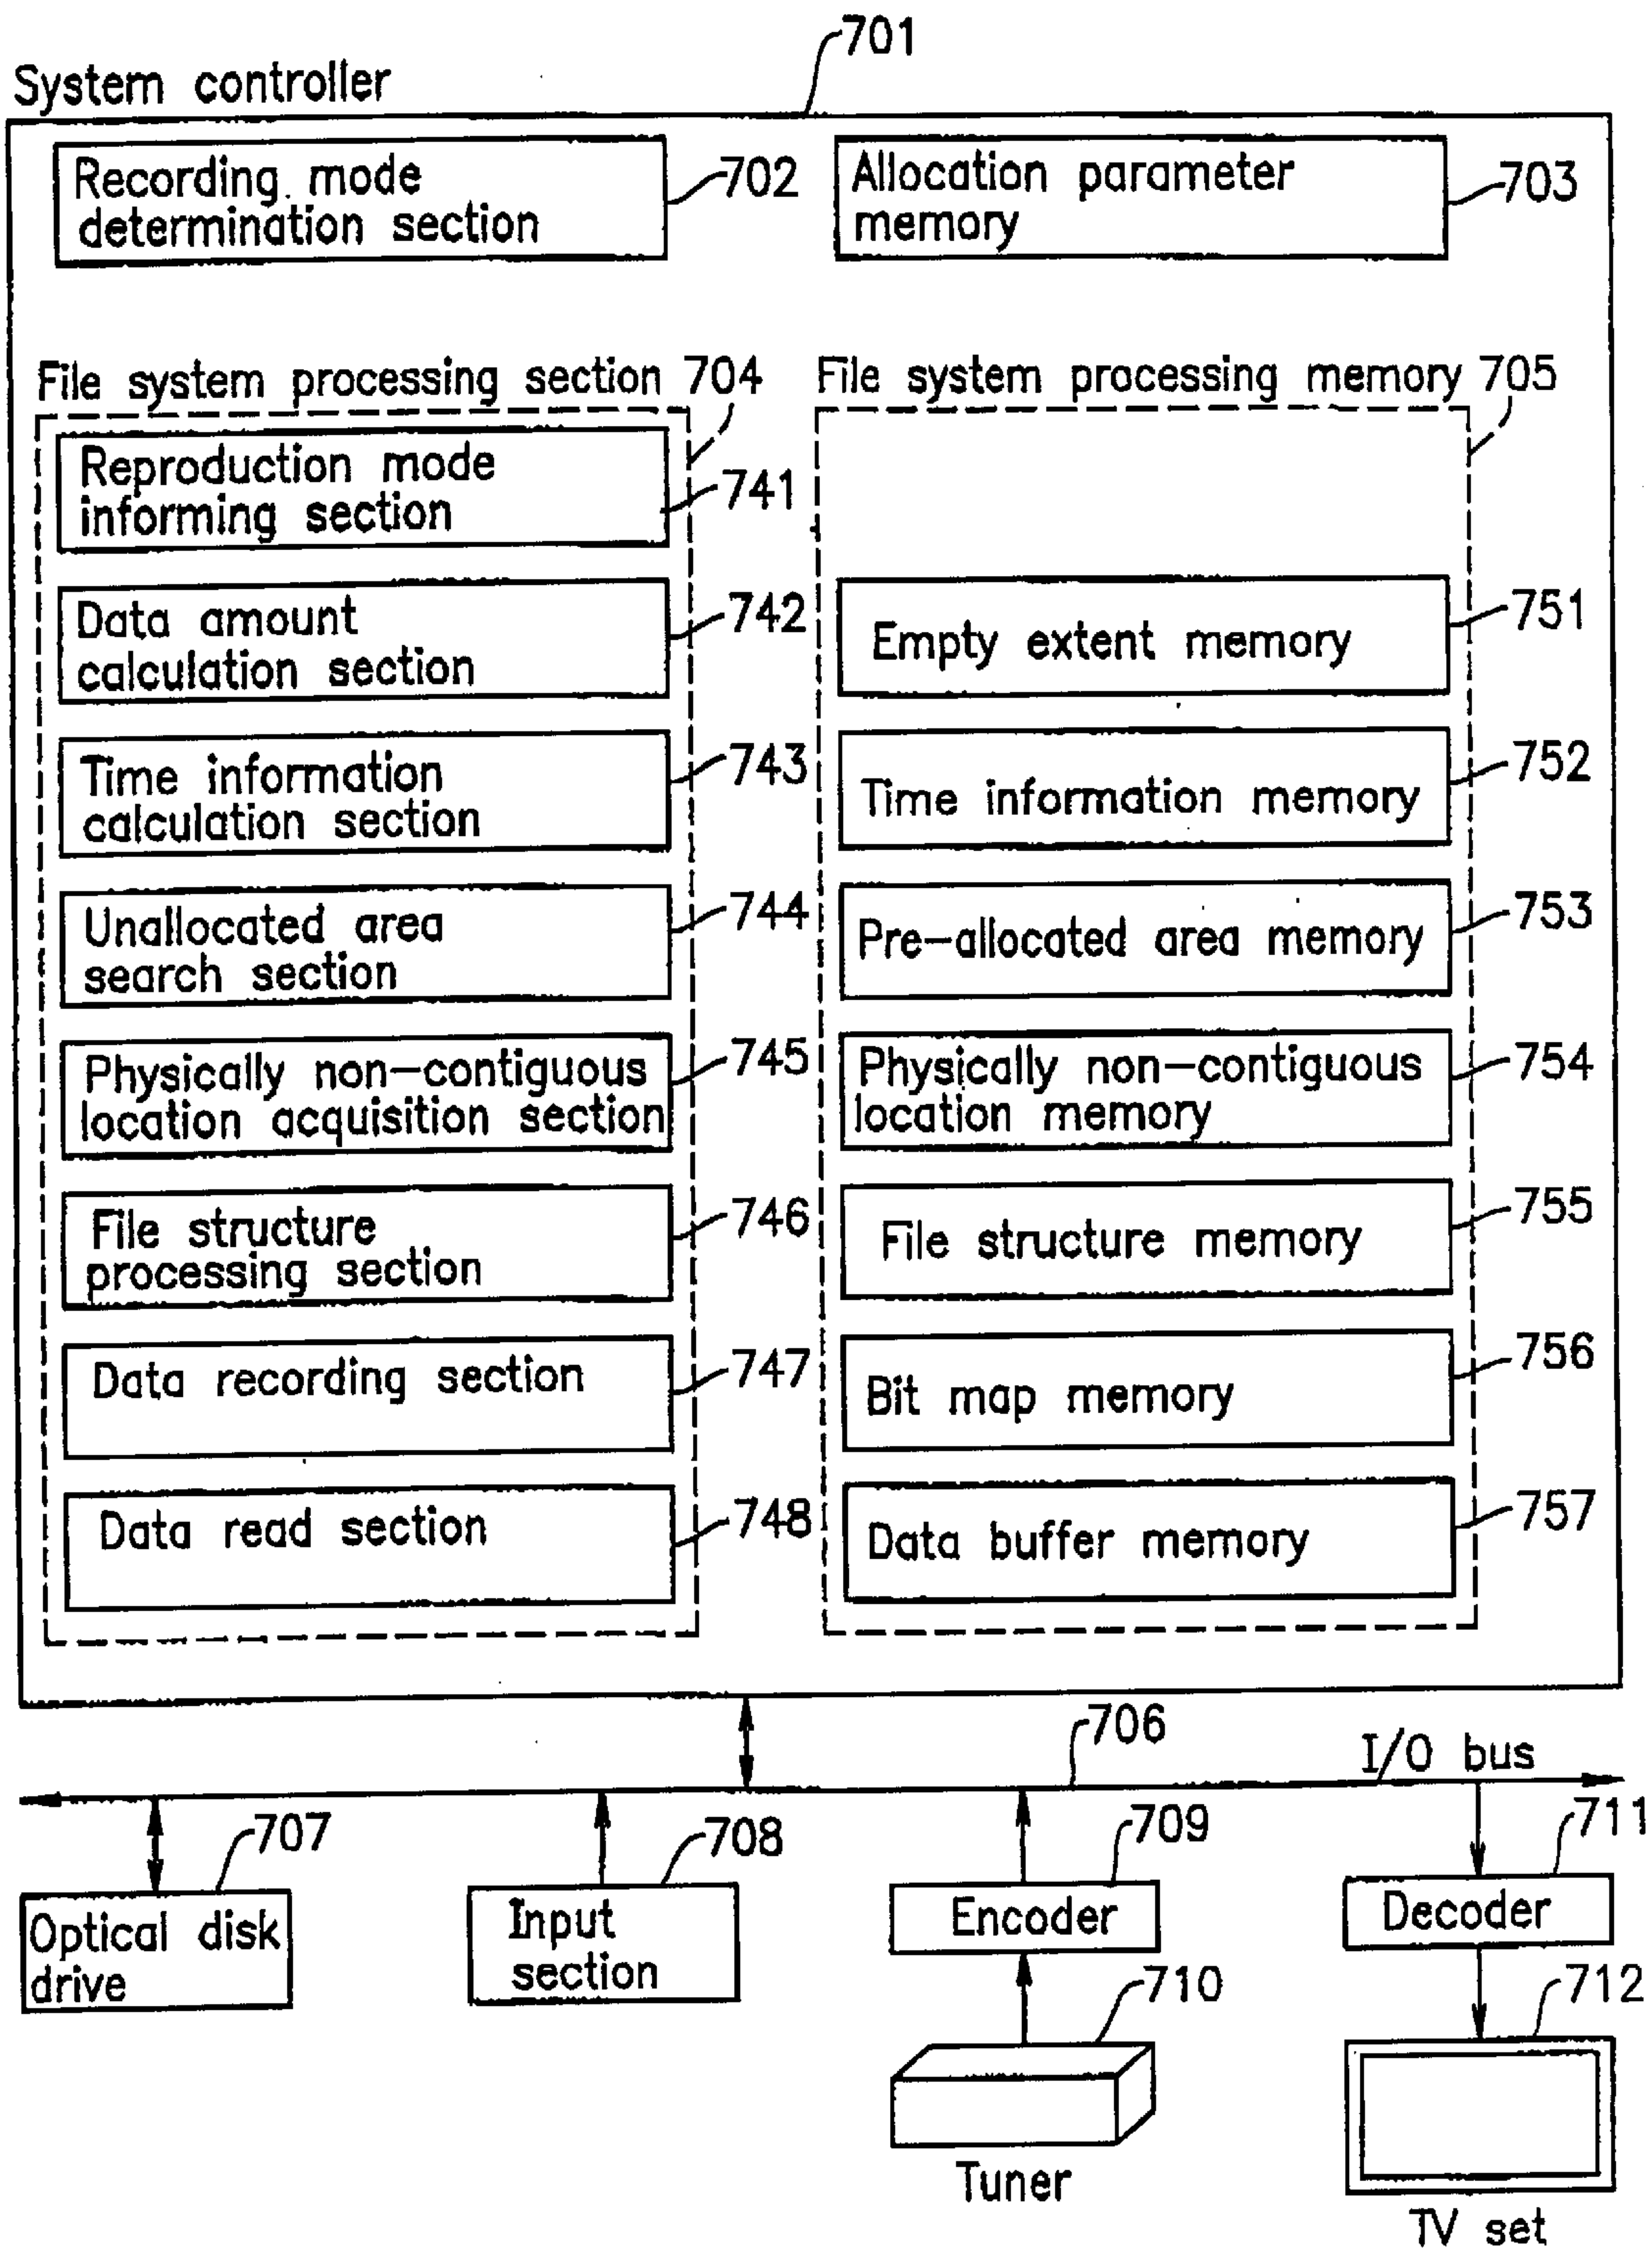 701
System controller
Recording mode
determination section
702
Allocation parameter
memory
703
File system processing section 704
File system processing memory 705
Reproduction mode
informing section
741
Data amount
calculation section
742
Empty extent memory
751
Time information
calculation section
743
Time information memory
752
Unallocated area
search section
744
Pre-allocated area memory
753
Physically non-contiguous
location acquisition section
745
Physically non-contiguous
location memory
754
File structure
processing section
746
File structure memory
755
Data recording section
747
Bit map memory
756
Data read section
748
Data buffer memory
757
706
I/O bus
707
Optical disk
drive
708
Input
section
709
Encoder
710
Tuner
711
Decoder
712
TV set